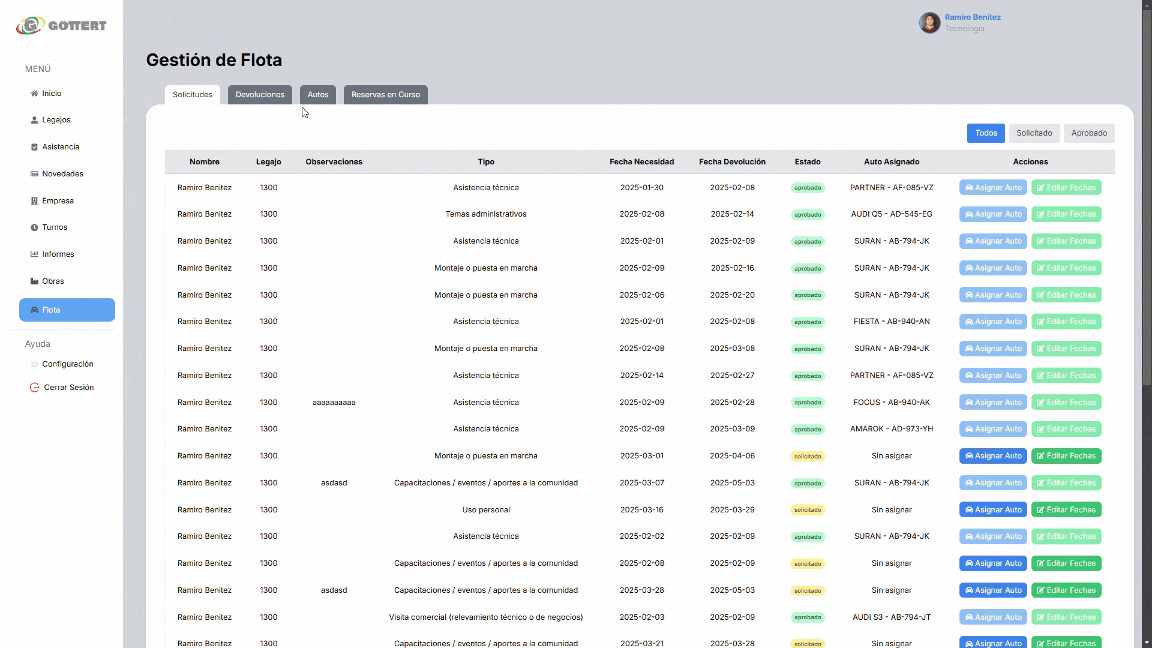 GÖTTERT
Ramiro Benitez
Tecnología
MENÚ
Inicio
Legajos
Asistencia
Novedades
Empresa
Turnos
Informes
Obras
Flota
Ayuda
Configuración
Cerrar Sesión
Gestión de Flota
Solicitudes Devoluciones Autos Reservas en Curso
Todos Solicitado Aprobado
Nombre Legajo Observaciones Tipo Fecha Necesidad Fecha Devolución Estado Auto Asignado Acciones
Ramiro Benitez 1300 Asistencia técnica 2025-01-30 2025-02-08 aprobado PARTNER - AF-085-VZ Asignar Auto Editar Fechas
Ramiro Benitez 1300 Temas administrativos 2025-02-08 2025-02-14 aprobado AUDI Q5 - AD-545-EG Asignar Auto Editar Fechas
Ramiro Benitez 1300 Asistencia técnica 2025-02-01 2025-02-09 aprobado SURAN - AB-794-JK Asignar Auto Editar Fechas
Ramiro Benitez 1300 Montaje o puesta en marcha 2025-02-09 2025-02-16 aprobado SURAN - AB-794-JK Asignar Auto Editar Fechas
Ramiro Benitez 1300 Montaje o puesta en marcha 2025-02-06 2025-02-20 aprobado SURAN - AB-794-JK Asignar Auto Editar Fechas
Ramiro Benitez 1300 Asistencia técnica 2025-02-01 2025-02-08 aprobado FIESTA - AB-940-AN Asignar Auto Editar Fechas
Ramiro Benitez 1300 Montaje o puesta en marcha 2025-02-08 2025-03-08 aprobado SURAN - AB-794-JK Asignar Auto Editar Fechas
Ramiro Benitez 1300 Asistencia técnica 2025-02-14 2025-02-27 aprobado PARTNER - AF-085-VZ Asignar Auto Editar Fechas
Ramiro Benitez 1300 aaaaaaaaaa Asistencia técnica 2025-02-09 2025-02-28 aprobado FOCUS - AB-940-AK Asignar Auto Editar Fechas
Ramiro Benitez 1300 Asistencia técnica 2025-02-09 2025-03-09 aprobado AMAROK - AD-973-YH Asignar Auto Editar Fechas
Ramiro Benitez 1300 Montaje o puesta en marcha 2025-03-01 2025-04-06 solicitado Sin asignar Asignar Auto Editar Fechas
Ramiro Benitez 1300 asdasd Capacitaciones / eventos / aportes a la comunidad 2025-03-07 2025-05-03 aprobado SURAN - AB-794-JK Asignar Auto Editar Fechas
Ramiro Benitez 1300 Uso personal 2025-03-16 2025-03-29 solicitado Sin asignar Asignar Auto Editar Fechas
Ramiro Benitez 1300 Asistencia técnica 2025-02-02 2025-02-09 aprobado SURAN - AB-794-JK Asignar Auto Editar Fechas
Ramiro Benitez 1300 Capacitaciones / eventos / aportes a la comunidad 2025-02-08 2025-02-09 solicitado Sin asignar Asignar Auto Editar Fechas
Ramiro Benitez 1300 asdasd Capacitaciones / eventos / aportes a la comunidad 2025-03-28 2025-05-03 solicitado Sin asignar Asignar Auto Editar Fechas
Ramiro Benitez 1300 Visita comercial (relevamiento técnico o de negocios) 2025-02-03 2025-02-09 aprobado AUDI S3 - AB-794-JT Asignar Auto Editar Fechas
Ramiro Benitez 1300 Capacitaciones / eventos / aportes a la comunidad 2025-03-21 2025-03-28 solicitado Sin asignar Asignar Auto Editar Fechas